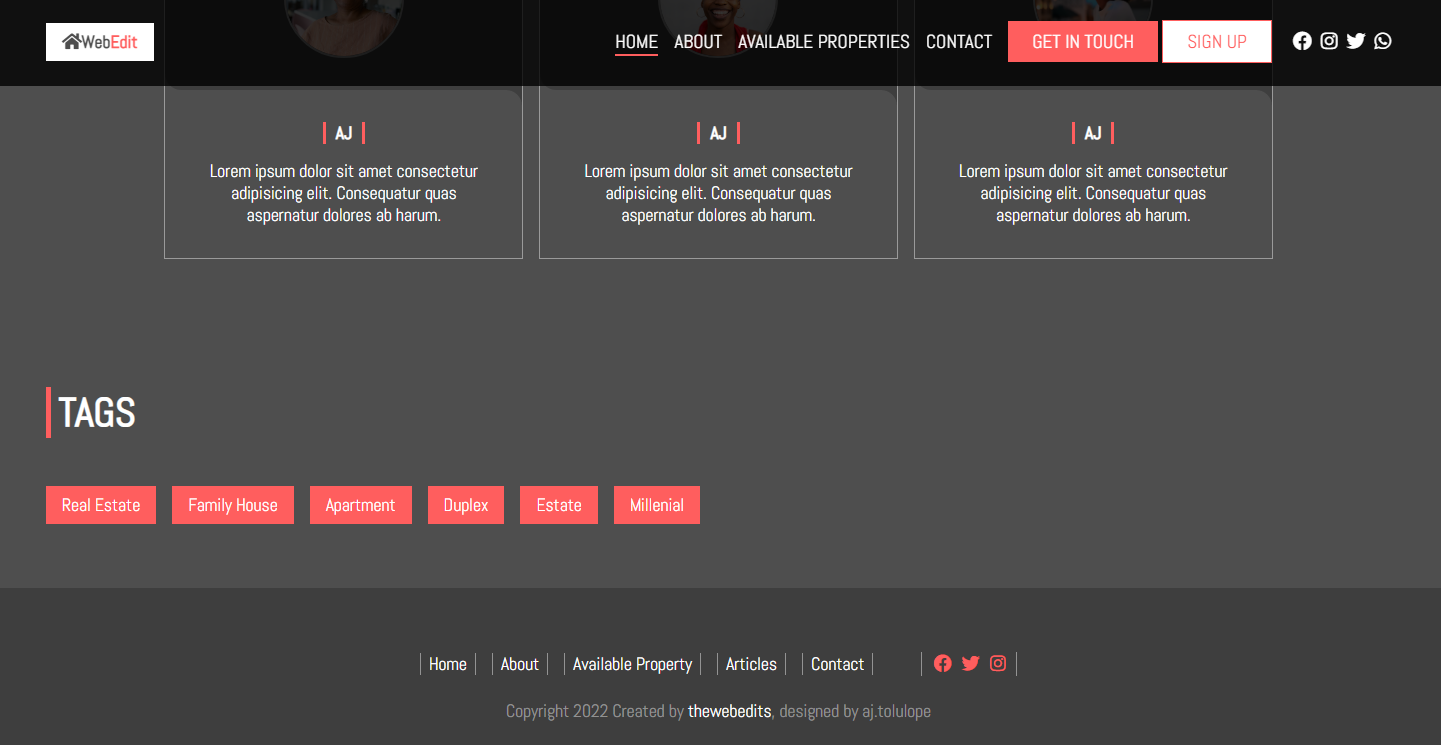 WebEdit HOME ABOUT AVAILABLE PROPERTIES CONTACT GET IN TOUCH SIGN UP
AJ
Lorem ipsum dolor sit amet consectetur
adipisicing elit. Consequatur quas
aspernatur dolores ab harum.
AJ
Lorem ipsum dolor sit amet consectetur
adipisicing elit. Consequatur quas
aspernatur dolores ab harum.
AJ
Lorem ipsum dolor sit amet consectetur
adipisicing elit. Consequatur quas
aspernatur dolores ab harum.
TAGS
Real Estate Family House Apartment Duplex Estate Millenial
Home About Available Property Articles Contact
Copyright 2022 Created by thewebedits, designed by aj.tolulope